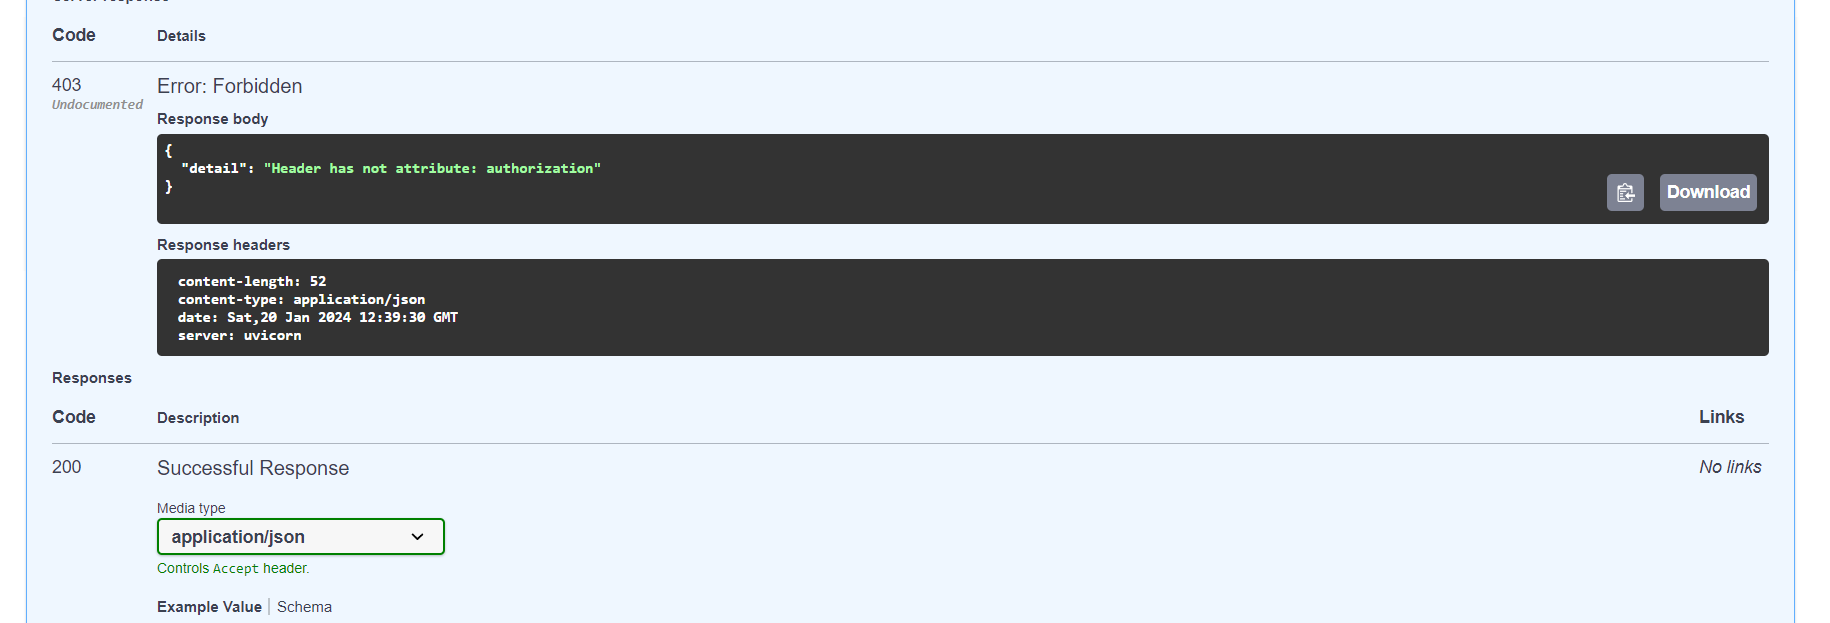 Server response
Code Details
403 Error: Forbidden
Undocumented
Response body
{
"detail": "Header has not attribute: authorization"
}
Download
Response headers
content-length: 52
content-type: application/json
date: Sat,20 Jan 2024 12:39:30 GMT
server: uvicorn
Responses
Code Description Links
200 Successful Response No links
Media type
application/json
Controls Accept header.
Example Value Schema